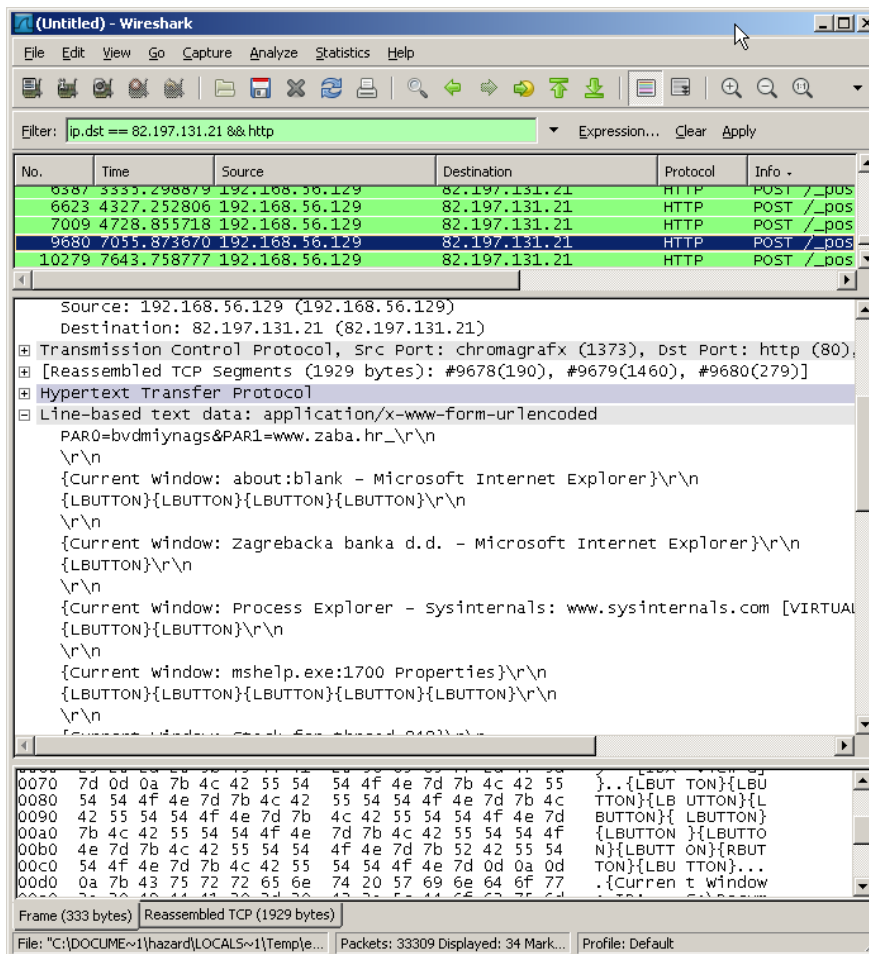 (Untitled) - Wireshark
File Edit View Go Capture Analyze Statistics Help
Filter: ip.dst == 82.197.131.21 && http Expression... Clear Apply
No. Time Source Destination Protocol Info
6387 3335.298879 192.168.56.129 82.197.131.21 HTTP POST /_pos
6623 4327.252806 192.168.56.129 82.197.131.21 HTTP POST /_pos
7009 4728.855718 192.168.56.129 82.197.131.21 HTTP POST /_pos
9680 7055.873670 192.168.56.129 82.197.131.21 HTTP POST /_pos
10279 7643.758777 192.168.56.129 82.197.131.21 HTTP POST /_pos
Source: 192.168.56.129 (192.168.56.129)
Destination: 82.197.131.21 (82.197.131.21)
Transmission Control Protocol, Src Port: chromagrafx (1373), Dst Port: http (80),
[Reassembled TCP Segments (1929 bytes): #9678(190), #9679(1460), #9680(279)]
Hypertext Transfer Protocol
Line-based text data: application/x-www-form-urlencoded
PAR0=bvdmiynags&PAR1=www.zaba.hr_\r\n
\r\n
{Current Window: about:blank - Microsoft Internet Explorer}\r\n
{LBUTTON}{LBUTTON}{LBUTTON}{LBUTTON}\r\n
\r\n
{Current Window: Zagrebacka banka d.d. - Microsoft Internet Explorer}\r\n
{LBUTTON}\r\n
\r\n
{Current Window: Process Explorer - Sysinternals: www.sysinternals.com [VIRTUAL
{LBUTTON}{LBUTTON}\r\n
\r\n
{Current Window: mshelp.exe:1700 Properties}\r\n
{LBUTTON}{LBUTTON}{LBUTTON}{LBUTTON}{LBUTTON}\r\n
\r\n
0070 7d 0d 0a 7b 4c 42 55 54 54 4f 4e 7d 7b 4c 42 55 }..{LBUT TON}{LBU
0080 54 54 4f 4e 7d 7b 4c 42 55 54 54 4f 4e 7d 7b 4c TTON}{LB UTTON}{L
0090 42 55 54 54 4f 4e 7d 7b 4c 42 55 54 54 4f 4e 7d BUTTON}{ LBUTTON}
00a0 7b 4c 42 55 54 54 4f 4e 7d 7b 4c 42 55 54 54 4f {LBUTTON }{LBUTTO
00b0 4e 7d 7b 4c 42 55 54 54 4f 4e 7d 7b 52 42 55 54 N}{LBUTT ON}{RBUT
00c0 54 4f 4e 7d 7b 4c 42 55 54 54 4f 4e 7d 0d 0a 0d TON}{LBU TTON}...
00d0 0a 7b 43 75 72 72 65 6e 74 20 57 69 6e 64 6f 77 .{Curren t Window
Frame (333 bytes) Reassembled TCP (1929 bytes)
File: "C:\DOCUME~1\hazard\LOCALS~1\Temp\e... Packets: 33309 Displayed: 34 Mark... Profile: Default